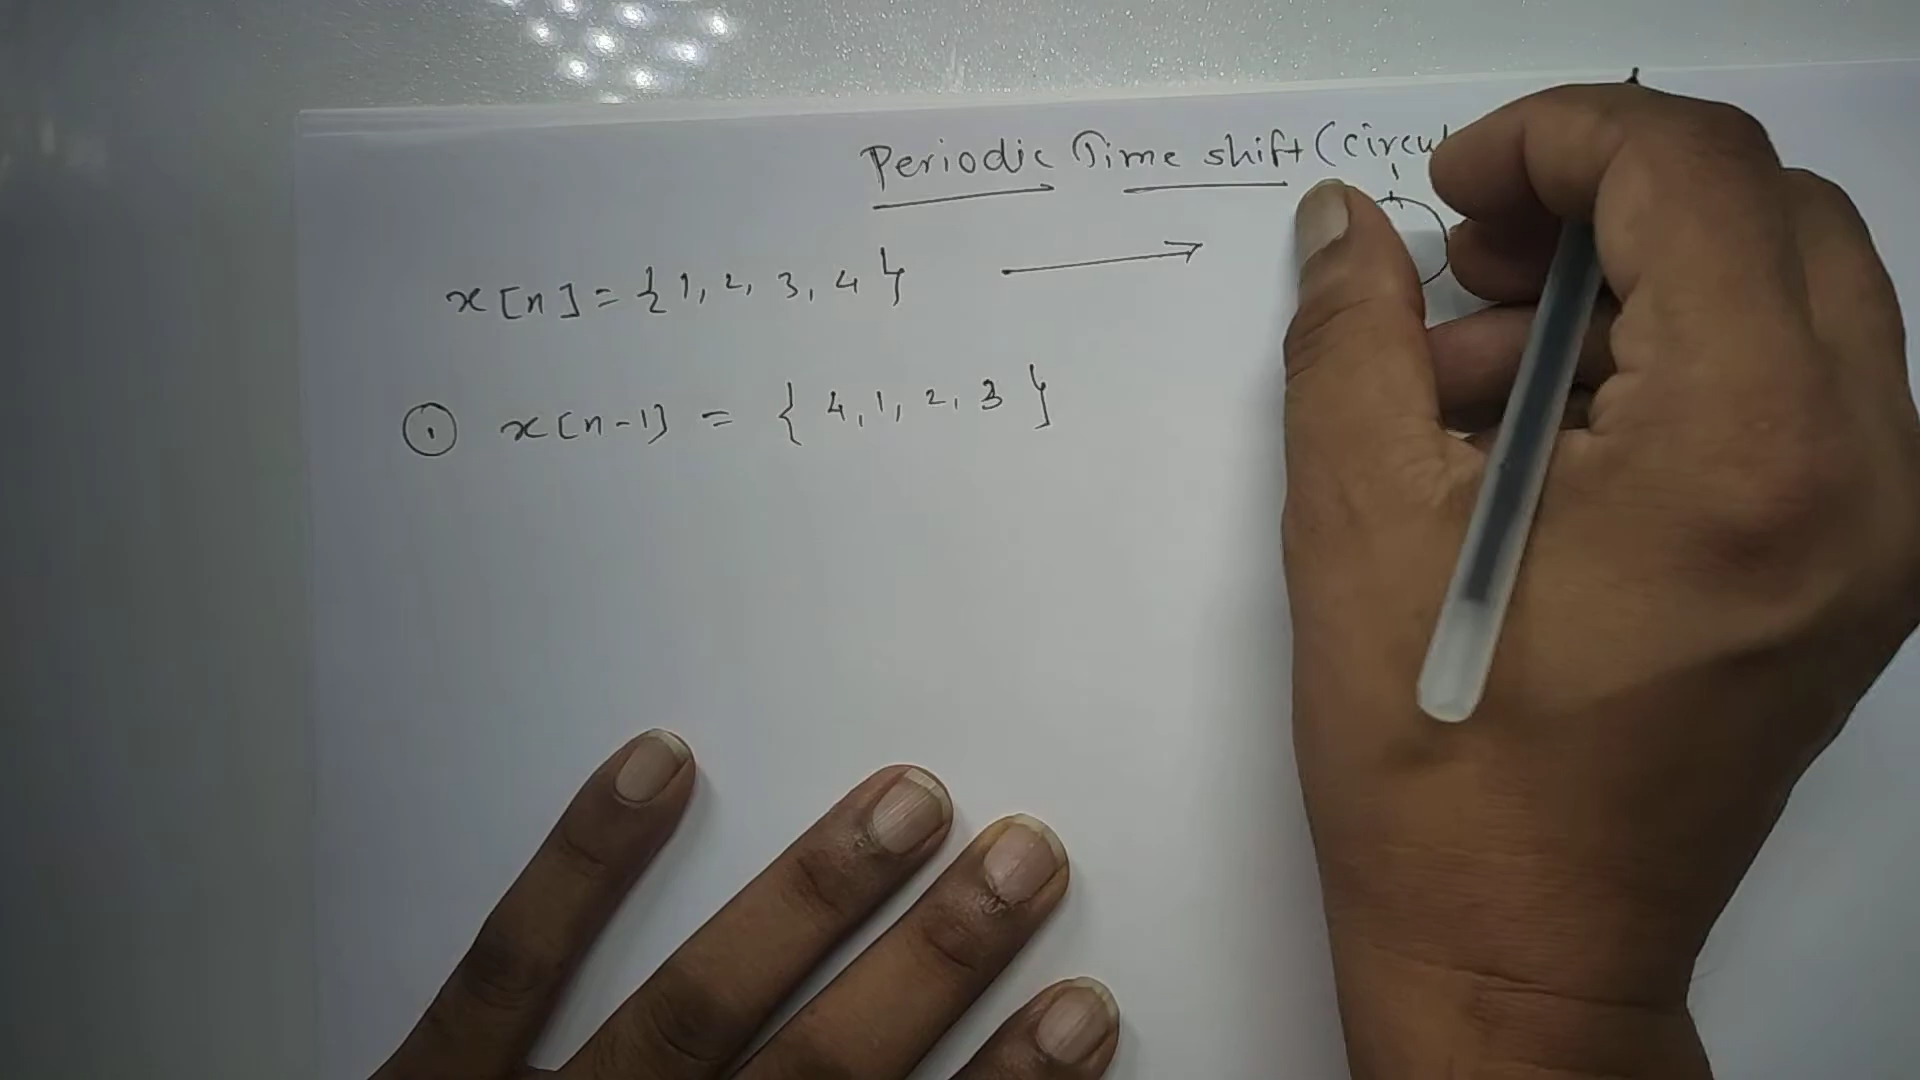 Periodic Time shift (circu
x[n] = {1, 2, 3, 4}
① x[n-1] = {4, 1, 2, 3}